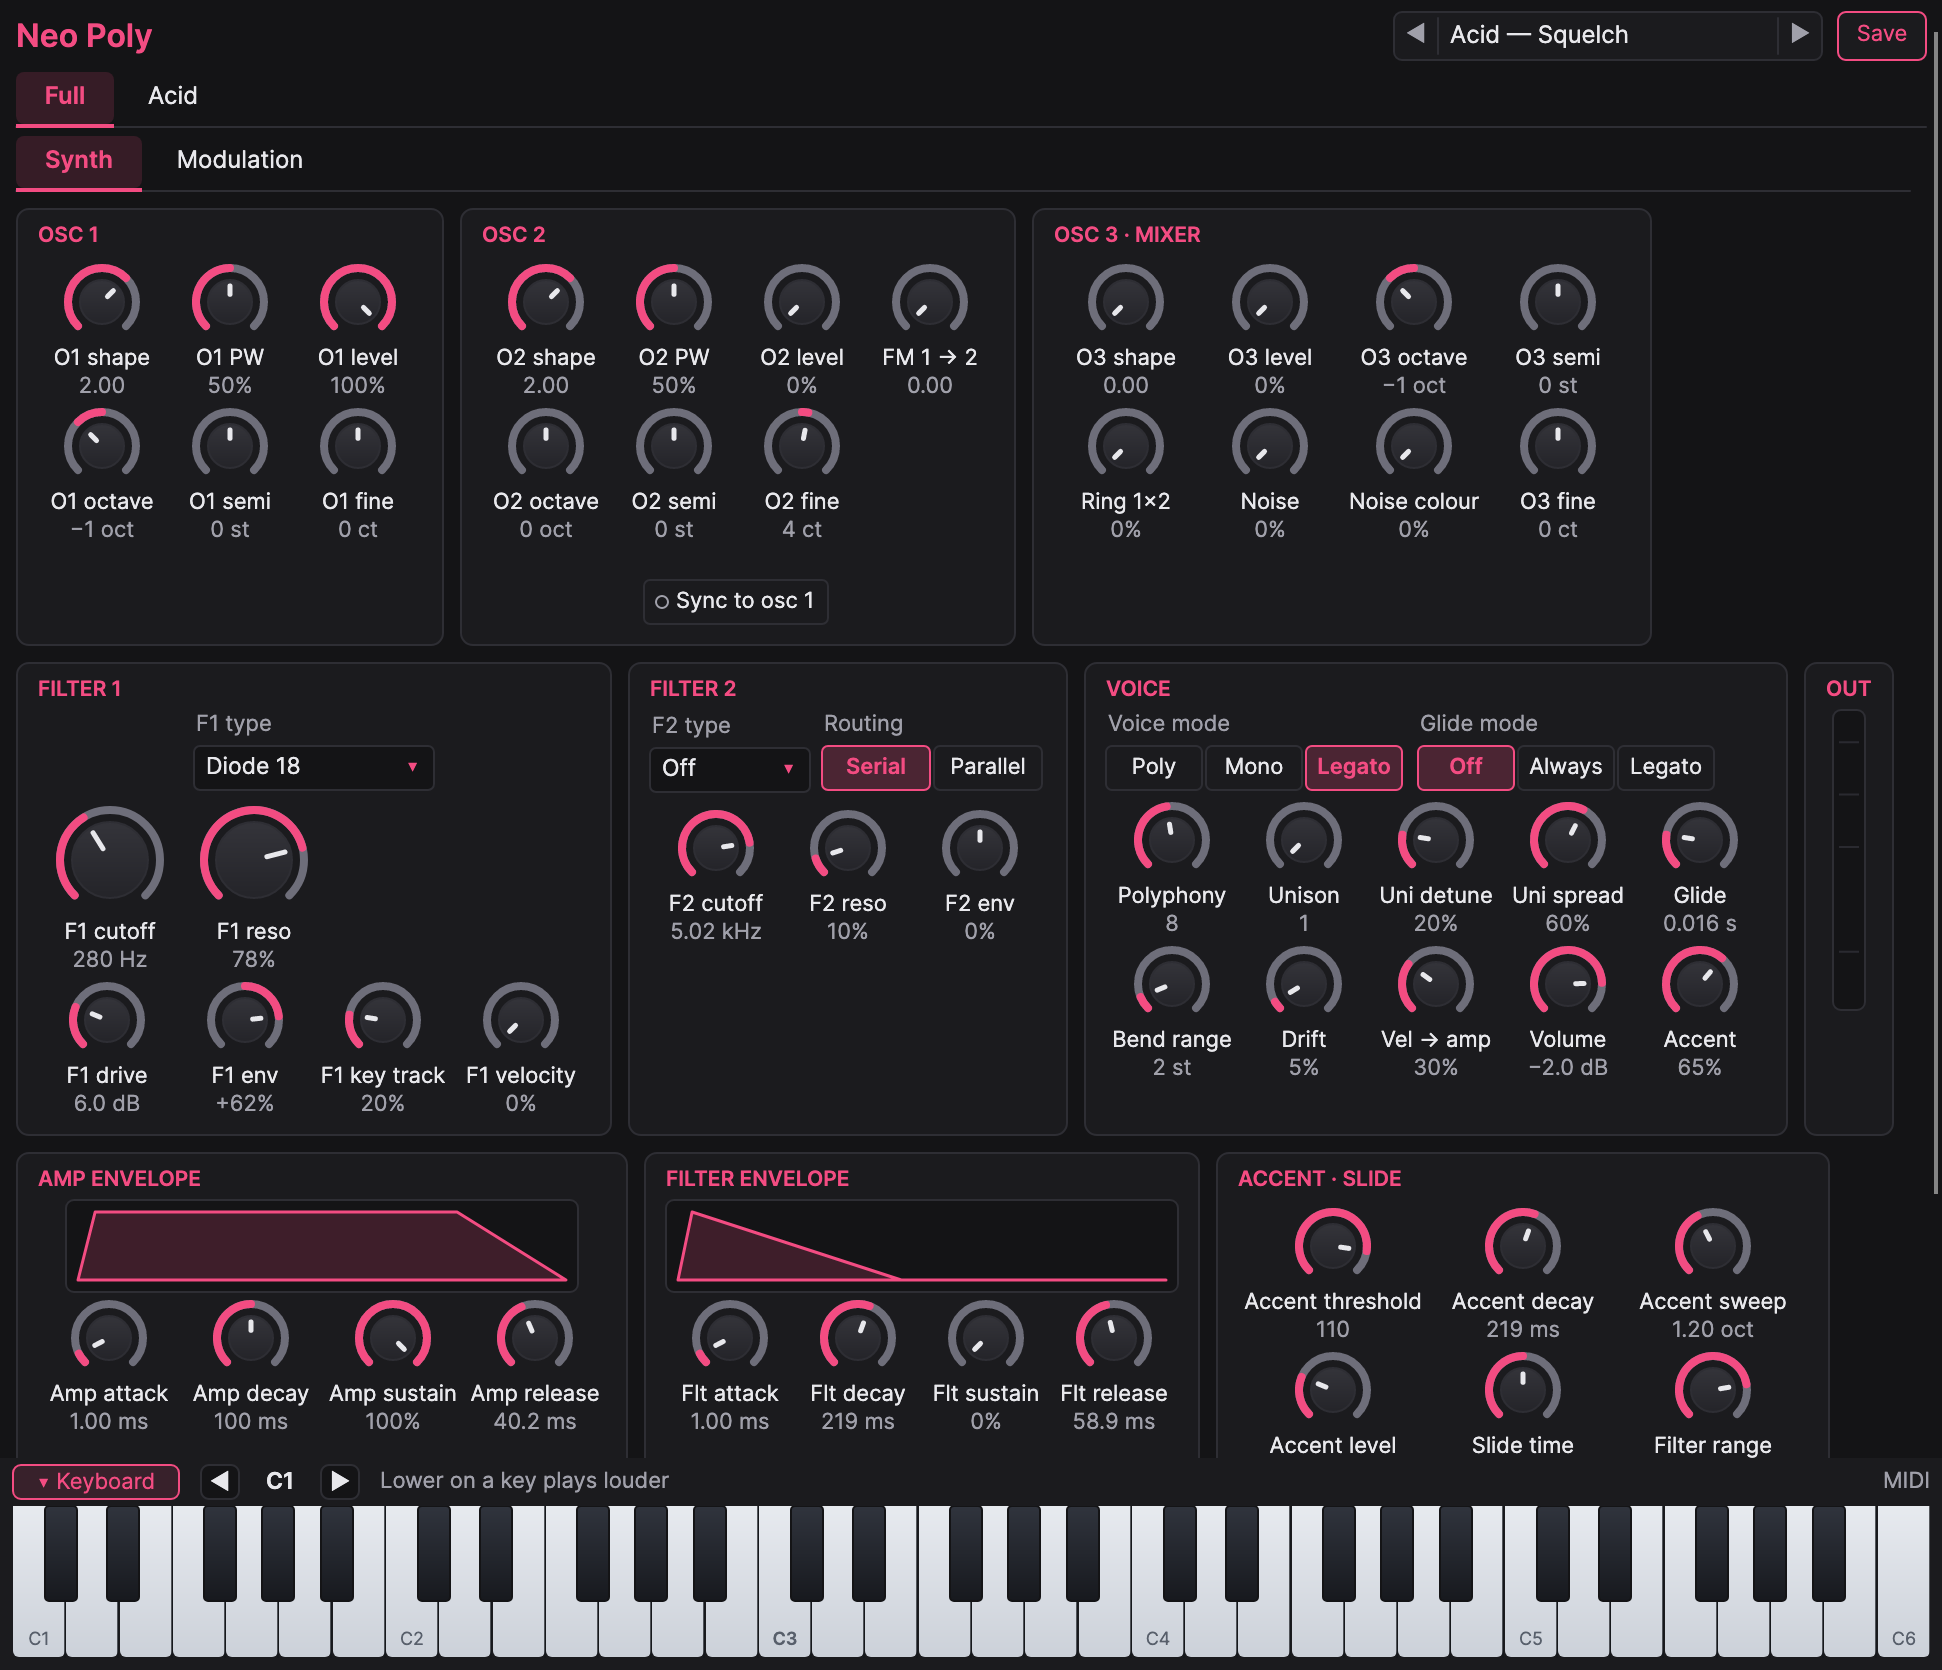 Neo Poly
◀ Acid — Squelch ▶ Save
Full Acid
Synth Modulation
OSC 1
O1 shape O1 PW O1 level
2.00 50% 100%
O1 octave O1 semi O1 fine
−1 oct 0 st 0 ct
OSC 2
O2 shape O2 PW O2 level FM 1 → 2
2.00 50% 0% 0.00
O2 octave O2 semi O2 fine
0 oct 0 st 4 ct
Sync to osc 1
OSC 3 · MIXER
O3 shape O3 level O3 octave O3 semi
0.00 0% −1 oct 0 st
Ring 1×2 Noise Noise colour O3 fine
0% 0% 0% 0 ct
FILTER 1
F1 type
Diode 18
F1 cutoff F1 reso
280 Hz 78%
F1 drive F1 env F1 key track F1 velocity
6.0 dB +62% 20% 0%
FILTER 2
F2 type Routing
Off Serial Parallel
F2 cutoff F2 reso F2 env
5.02 kHz 10% 0%
VOICE
Voice mode Glide mode
Poly Mono Legato Off Always Legato
Polyphony Unison Uni detune Uni spread Glide
8 1 20% 60% 0.016 s
Bend range Drift Vel → amp Volume Accent
2 st 5% 30% −2.0 dB 65%
OUT
AMP ENVELOPE
Amp attack Amp decay Amp sustain Amp release
1.00 ms 100 ms 100% 40.2 ms
FILTER ENVELOPE
Flt attack Flt decay Flt sustain Flt release
1.00 ms 219 ms 0% 58.9 ms
ACCENT · SLIDE
Accent threshold Accent decay Accent sweep
110 219 ms 1.20 oct
Accent level Slide time Filter range
▾ Keyboard ◀ C1 ▶ Lower on a key plays louder MIDI
C1 C2 C3 C4 C5 C6